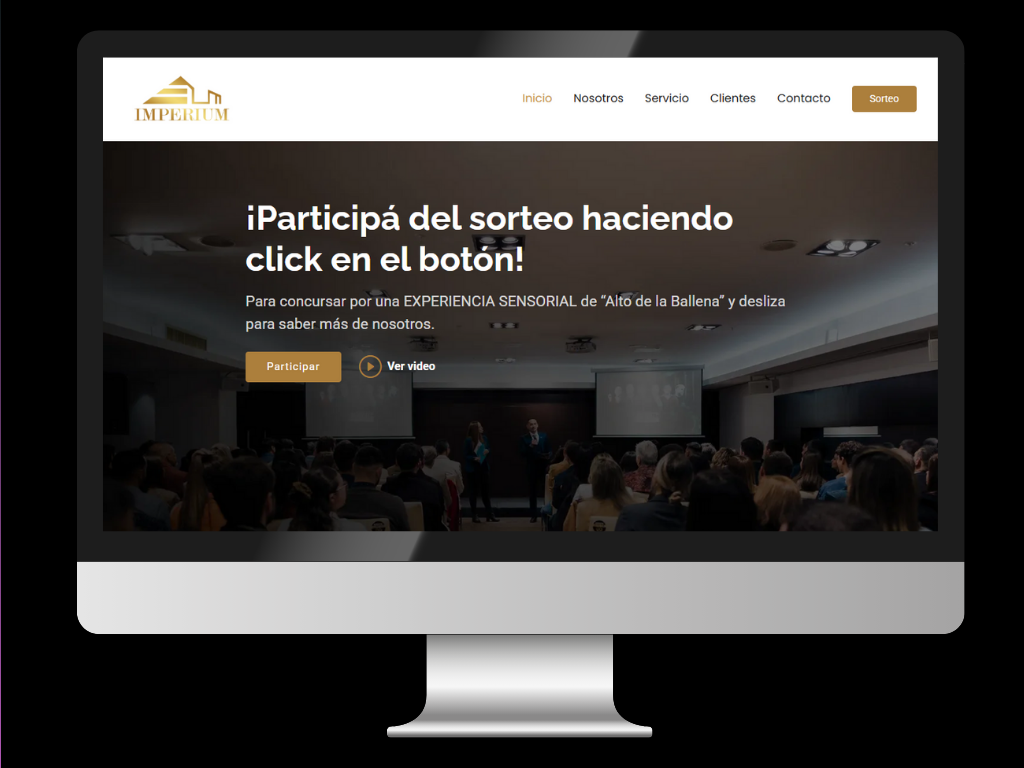 IMPERIUM
Inicio Nosotros Servicio Clientes Contacto Sorteo
¡Participá del sorteo haciendo
click en el botón!
Para concursar por una EXPERIENCIA SENSORIAL de “Alto de la Ballena” y desliza
para saber más de nosotros.
Participar Ver video